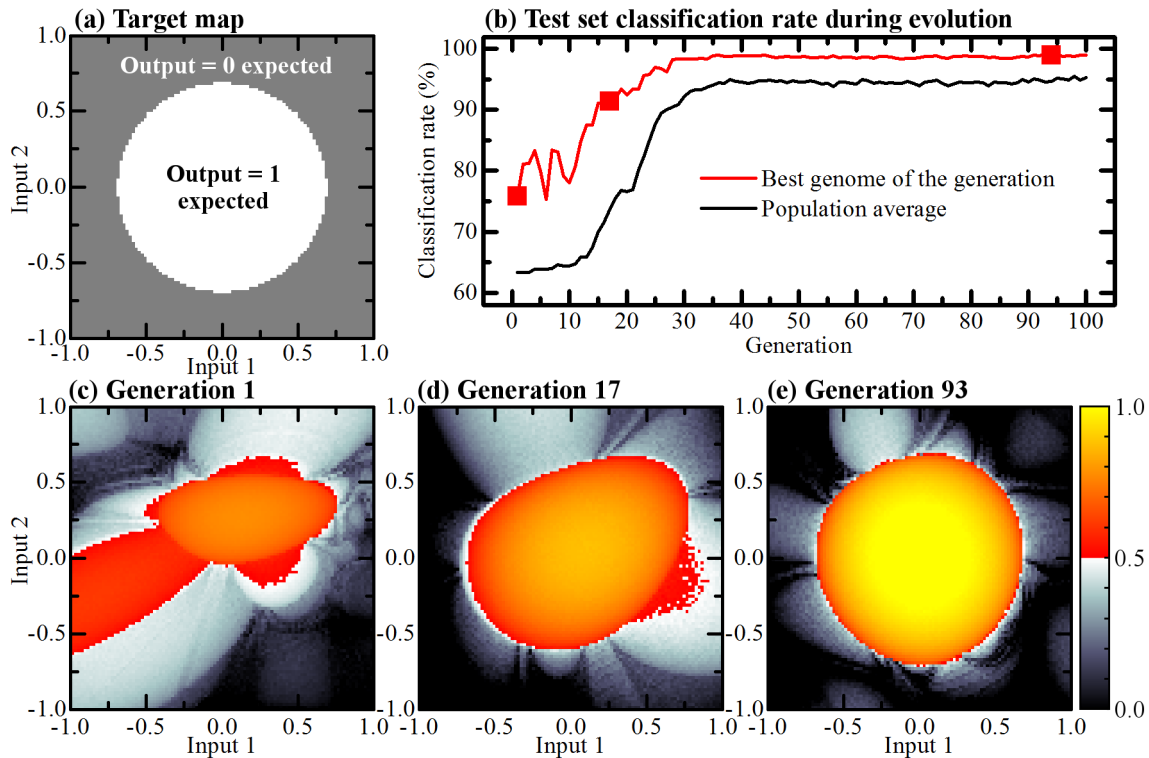 (a) Target map
1.0
0.5
0.0
-0.5
-1.0
Input 2
Output = 0 expected
Output = 1
expected
-1.0 -0.5 0.0 0.5 1.0
Input 1
(b) Test set classification rate during evolution
100
90
80
70
60
Classification rate (%)
Best genome of the generation
Population average
0 10 20 30 40 50 60 70 80 90 100
Generation
(c) Generation 1
1.0
0.5
0.0
-0.5
-1.0
Input 2
-1.0 -0.5 0.0 0.5 1.0
Input 1
(d) Generation 17
1.0
0.5
0.0
-0.5
-1.0
-1.0 -0.5 0.0 0.5 1.0
Input 1
(e) Generation 93
1.0
0.5
0.0
-0.5
-1.0
-1.0 -0.5 0.0 0.5 1.0
Input 1
1.0
0.5
0.0